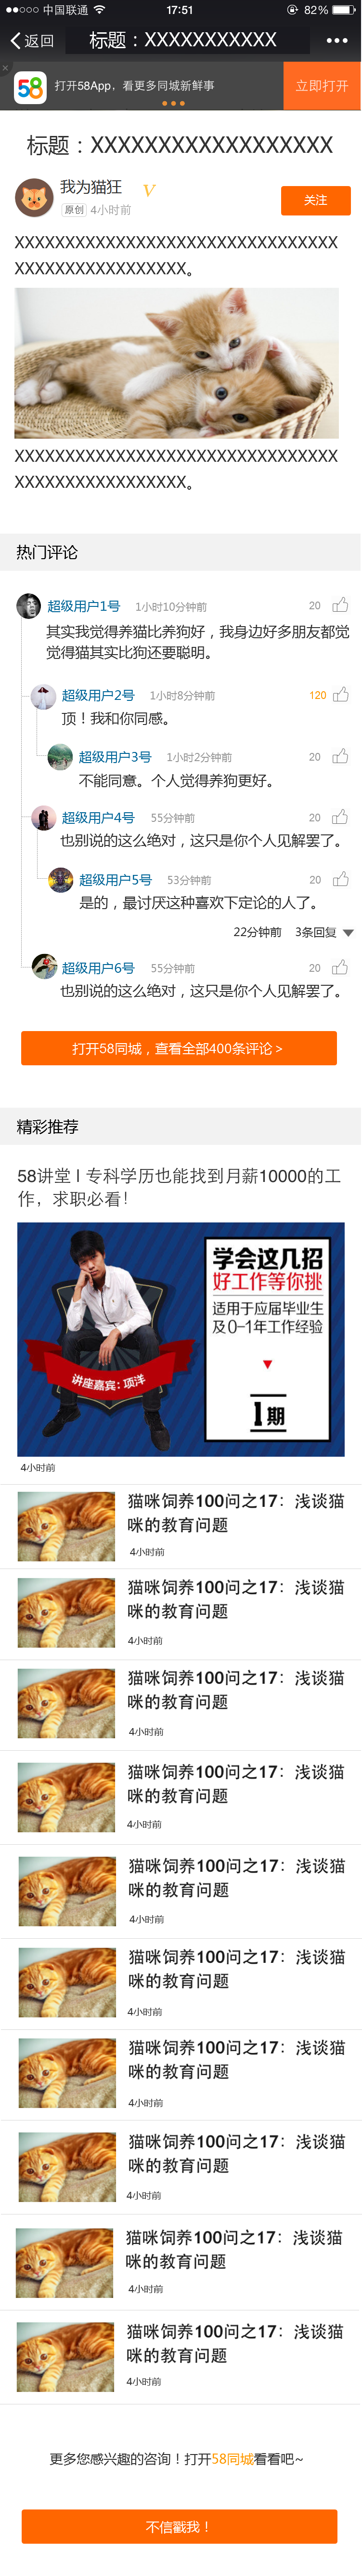 中国联通 17:51 82%
返回 标题：XXXXXXXXXXX
58 打开58App，看更多同城新鲜事 立即打开
标题：XXXXXXXXXXXXXXXXXX
我为猫狂 V
原创 4小时前 关注
XXXXXXXXXXXXXXXXXXXXXXXXXXXXXXXX
XXXXXXXXXXXXXXXXX。
XXXXXXXXXXXXXXXXXXXXXXXXXXXXXXXX
XXXXXXXXXXXXXXXXX。
热门评论
超级用户1号 1小时10分钟前 20
其实我觉得养猫比养狗好，我身边好多朋友都觉
觉得猫其实比狗还要聪明。
超级用户2号 1小时8分钟前 120
顶！我和你同感。
超级用户3号 1小时2分钟前 20
不能同意。个人觉得养狗更好。
超级用户4号 55分钟前 20
也别说的这么绝对，这只是你个人见解罢了。
超级用户5号 53分钟前 20
是的，最讨厌这种喜欢下定论的人了。
22分钟前 3条回复
超级用户6号 55分钟前 20
也别说的这么绝对，这只是你个人见解罢了。
打开58同城，查看全部400条评论 >
精彩推荐
58讲堂 I 专科学历也能找到月薪10000的工
作，求职必看！
学会这几招
好工作等你挑
适用于应届毕业生
及0-1年工作经验
讲座嘉宾：项洋
1期
4小时前
猫咪饲养100问之17：浅谈猫
咪的教育问题
4小时前
猫咪饲养100问之17：浅谈猫
咪的教育问题
4小时前
猫咪饲养100问之17：浅谈猫
咪的教育问题
4小时前
猫咪饲养100问之17：浅谈猫
咪的教育问题
4小时前
猫咪饲养100问之17：浅谈猫
咪的教育问题
4小时前
猫咪饲养100问之17：浅谈猫
咪的教育问题
4小时前
猫咪饲养100问之17：浅谈猫
咪的教育问题
4小时前
猫咪饲养100问之17：浅谈猫
咪的教育问题
4小时前
猫咪饲养100问之17：浅谈猫
咪的教育问题
4小时前
猫咪饲养100问之17：浅谈猫
咪的教育问题
4小时前
更多您感兴趣的咨询！打开58同城看看吧~
不信戳我！